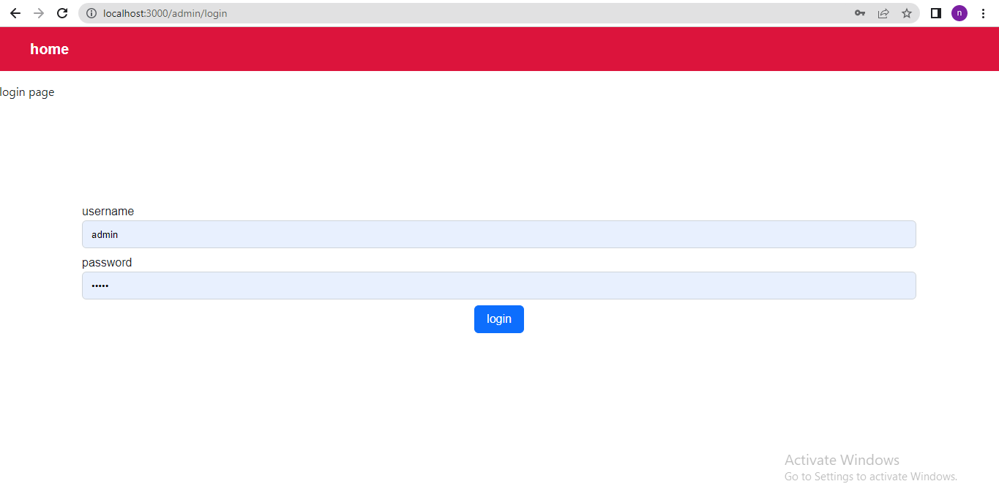 localhost:3000/admin/login
n
home
login page
username
admin
password
•••••
login
Activate Windows
Go to Settings to activate Windows.